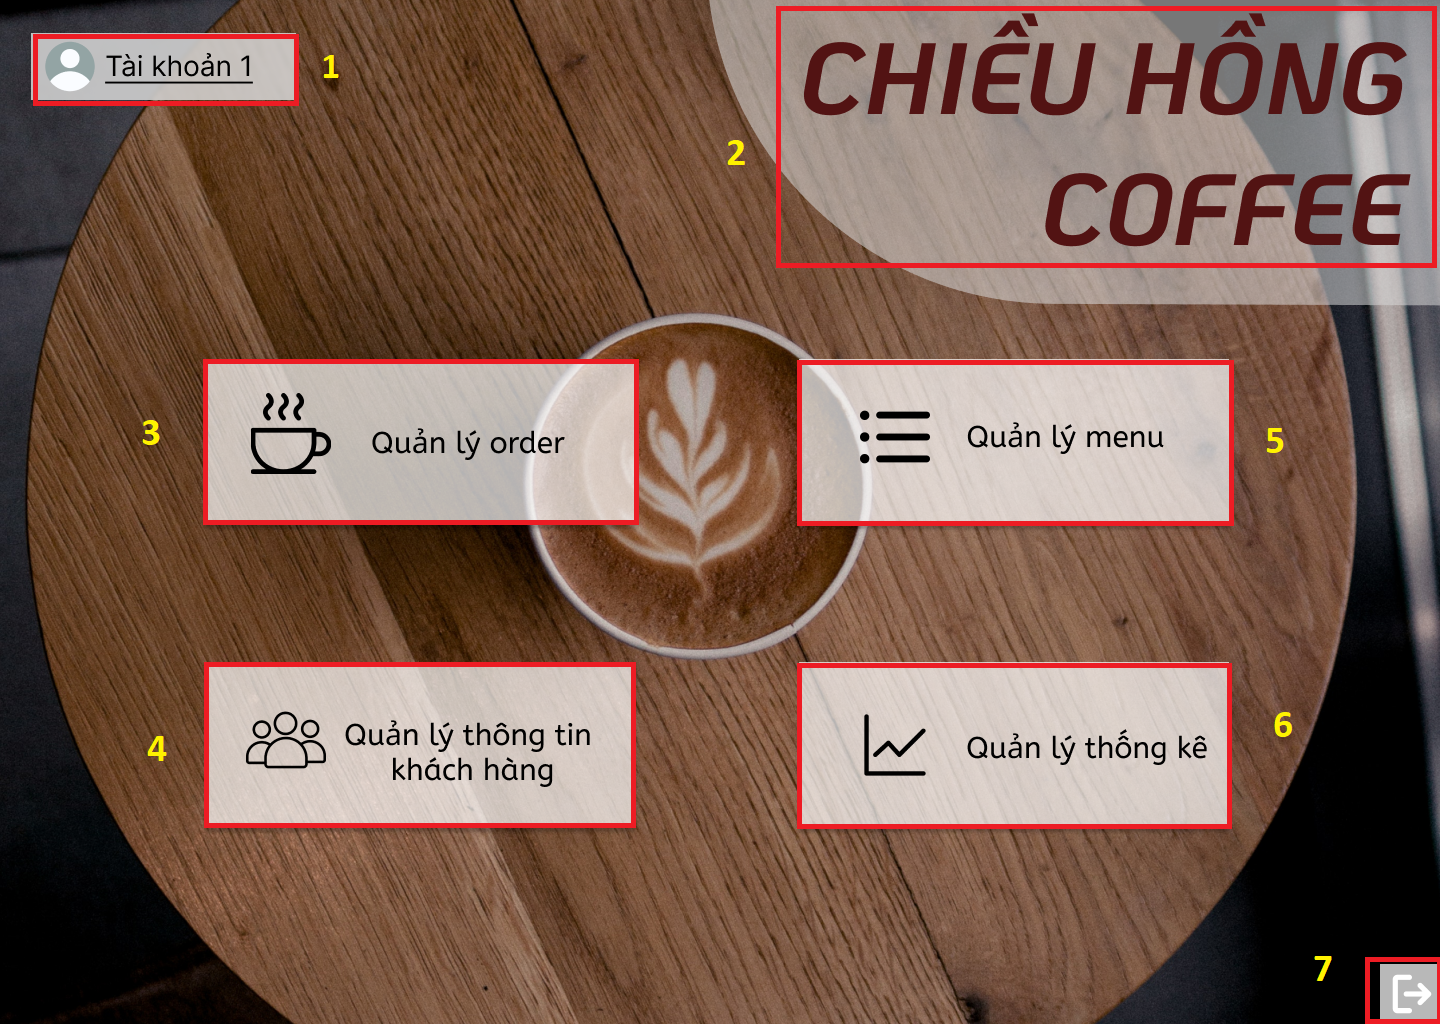 Tài khoản 1
1
CHIỀU HỒNG
COFFEE
2
3
Quản lý order
Quản lý menu
5
4
Quản lý thông tin
khách hàng
Quản lý thống kê
6
7